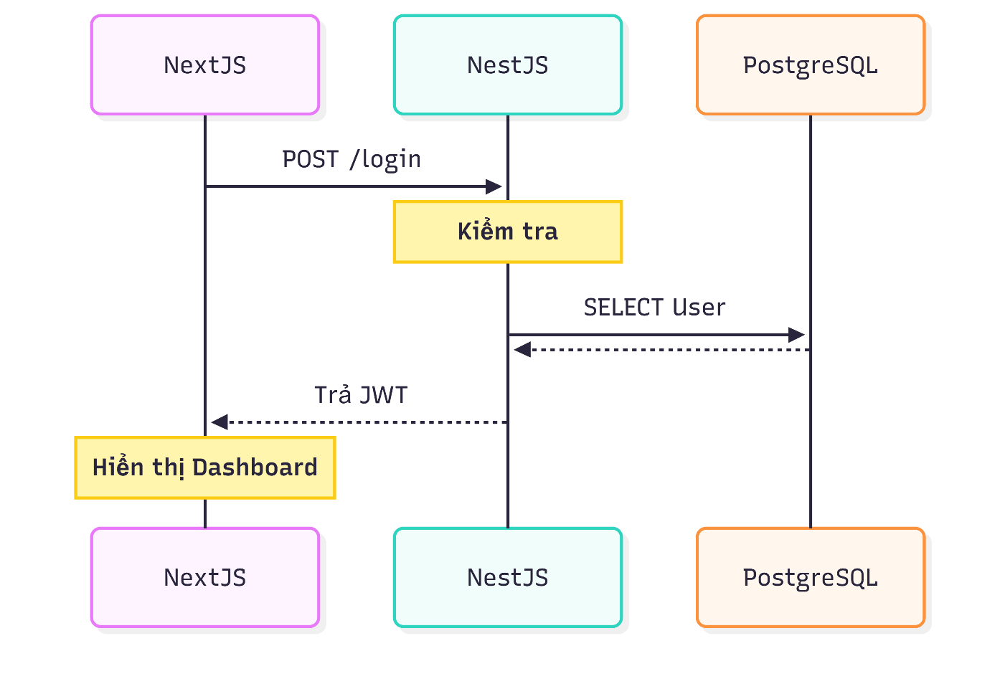 NextJS
NestJS
PostgreSQL
POST /login
Kiểm tra
SELECT User
Trả JWT
Hiển thị Dashboard
NextJS
NestJS
PostgreSQL